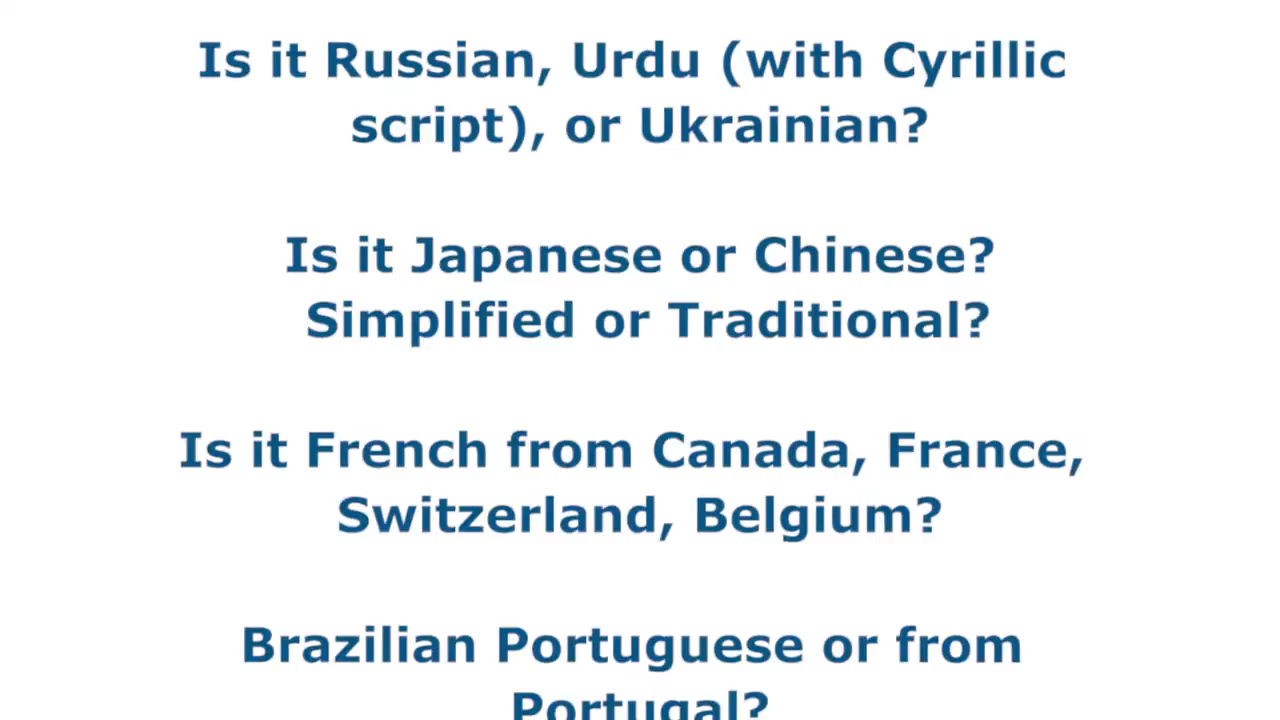 Is it Russian, Urdu (with Cyrillic
script), or Ukrainian?
Is it Japanese or Chinese?
Simplified or Traditional?
Is it French from Canada, France,
Switzerland, Belgium?
Brazilian Portuguese or from
Portugal?